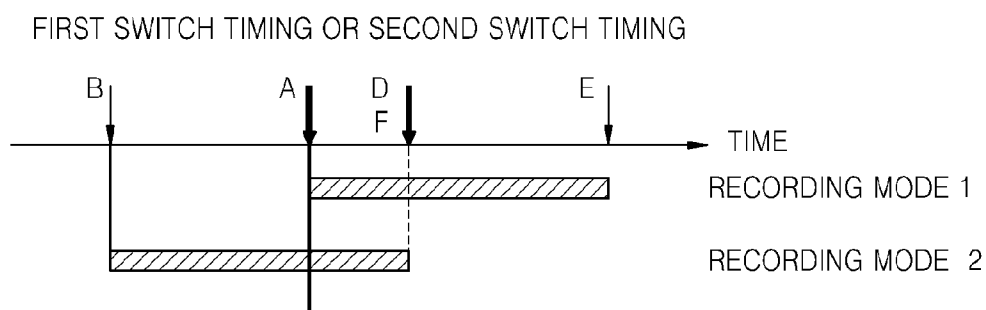 FIRST SWITCH TIMING OR SECOND SWITCH TIMING
B A D E
F
TIME
RECORDING MODE 1
RECORDING MODE 2